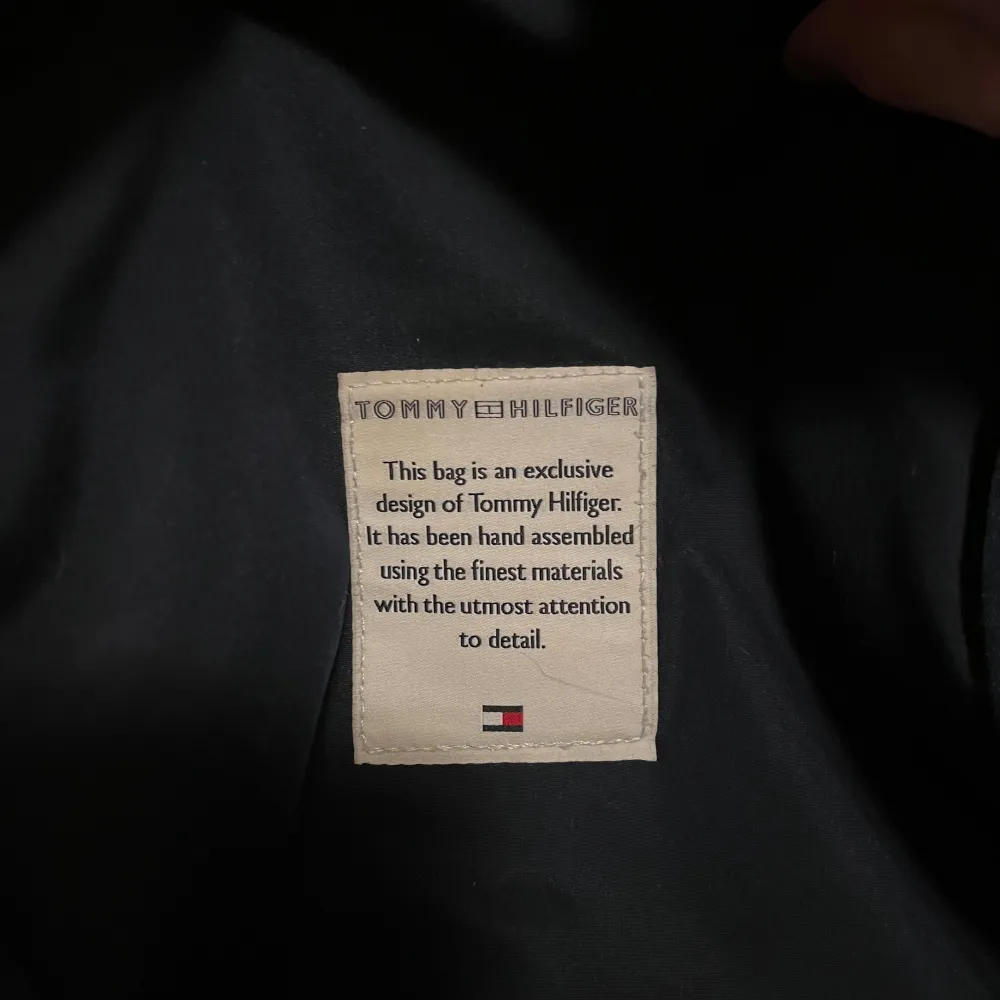 TOMMY HILFIGER
This bag is an exclusive
design of Tommy Hilfiger.
It has been hand assembled
using the finest materials
with the utmost attention
to detail.